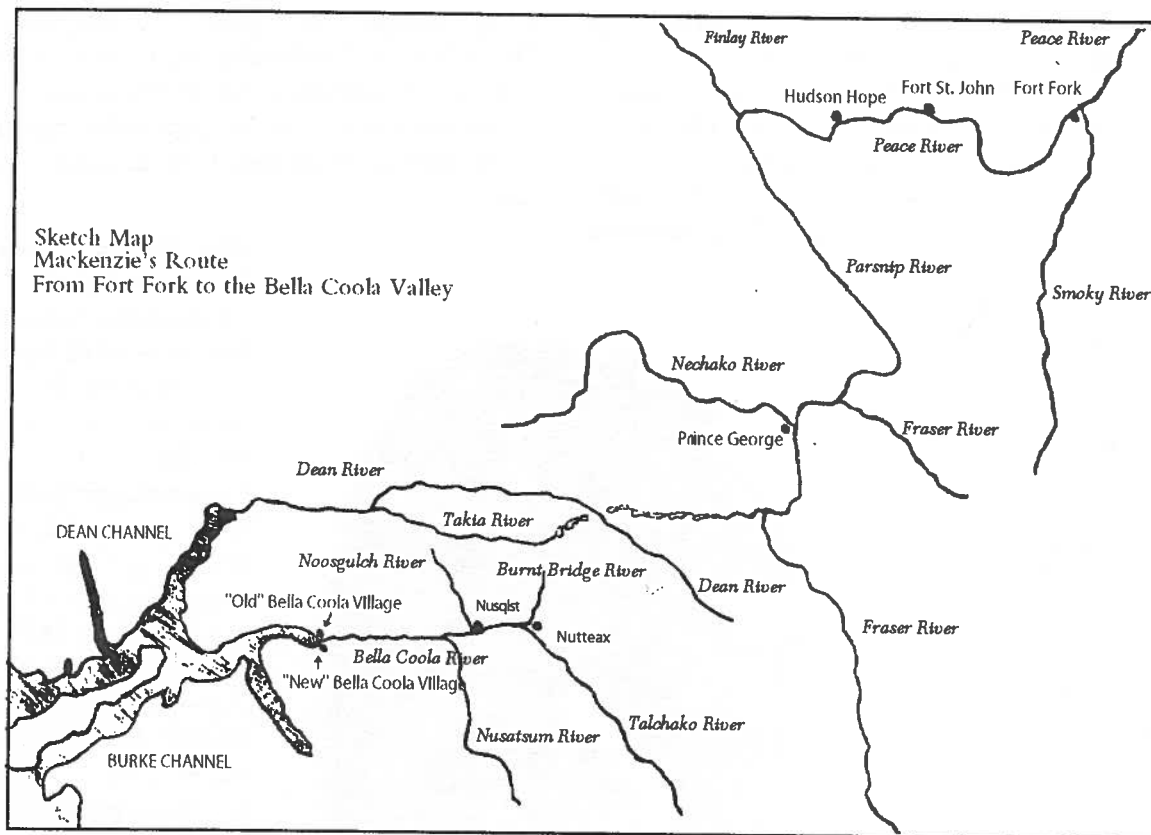 Finlay River
Peace River
Hudson Hope
Fort St. John
Fort Fork
Peace River
Sketch Map
Mackenzie's Route
From Fort Fork to the Bella Coola Valley
Parsnip River
Smoky River
Nechako River
Prince George
Fraser River
Dean River
Takia River
DEAN CHANNEL
Noosgulch River
Burnt Bridge River
Dean River
"Old" Bella Coola Village
Nusqlst
Nutteax
Fraser River
Bella Coola River
"New" Bella Coola Village
Talchako River
Nusatsum River
BURKE CHANNEL